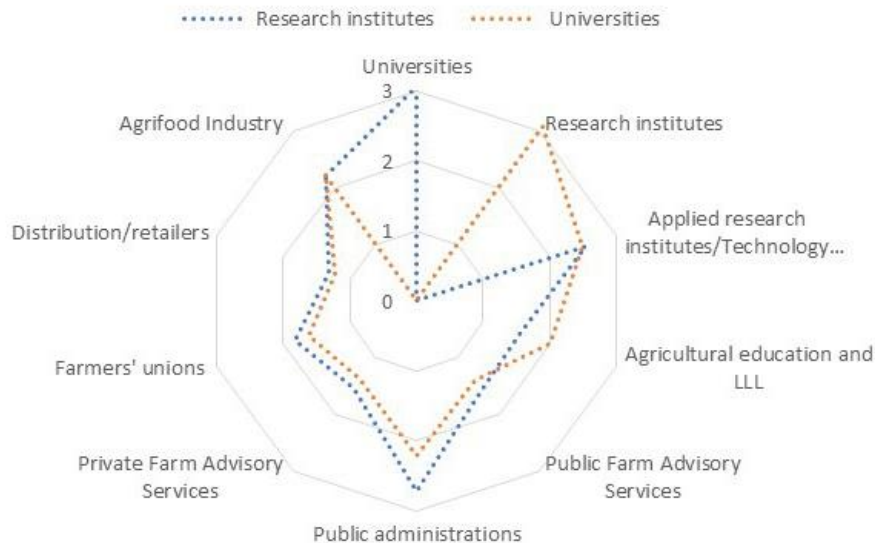 Research institutes
Universities
Universities
3
Agrifood Industry
Research institutes
2
Distribution/retailers
Applied research
institutes/Technology…
1
0
Farmers' unions
Agricultural education and
LLL
Private Farm Advisory
Services
Public Farm Advisory
Services
Public administrations